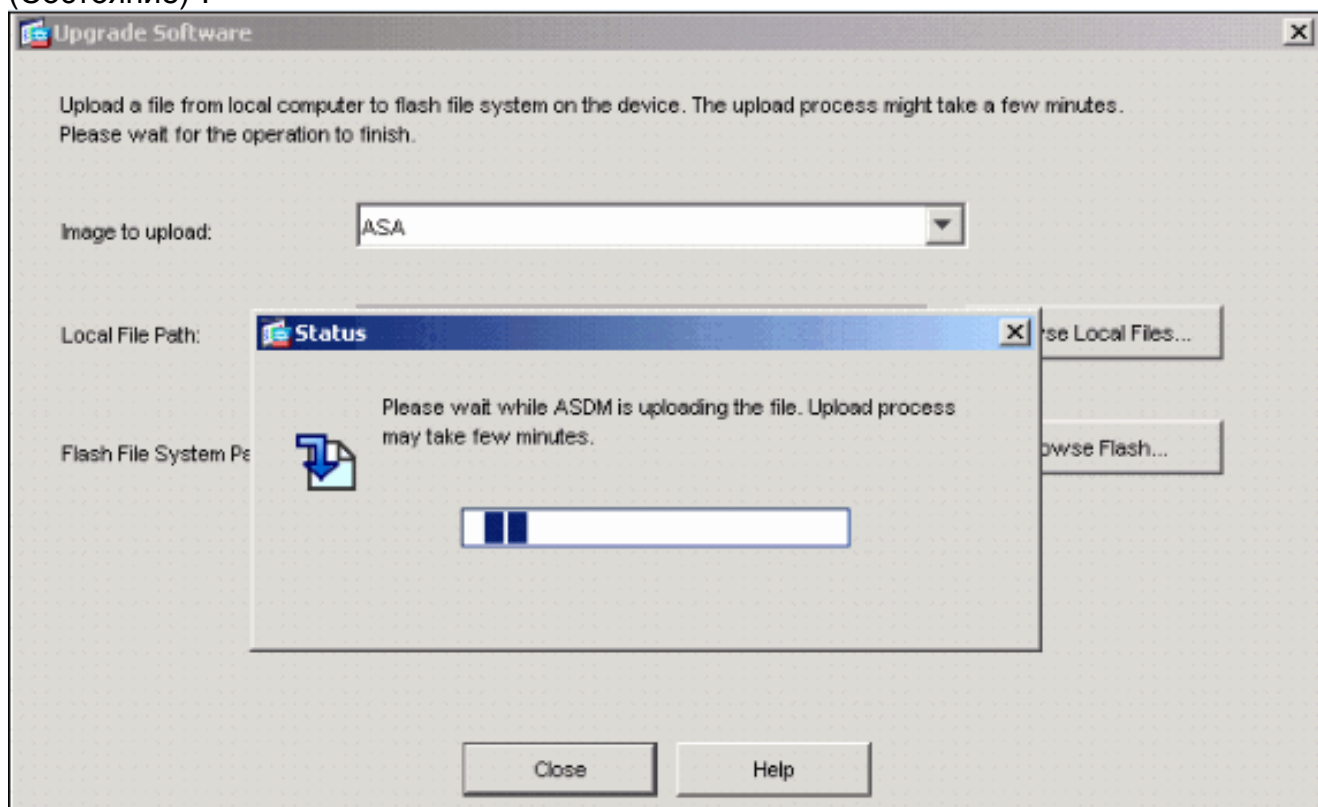 (Состояние) .
Upgrade Software
Upload a file from local computer to flash file system on the device. The upload process might take a few minutes.
Please wait for the operation to finish.
Image to upload:
ASA
Local File Path:
Status
se Local Files...
Please wait while ASDM is uploading the file. Upload process
may take few minutes.
Flash File System Pa
owse Flash...
Close
Help